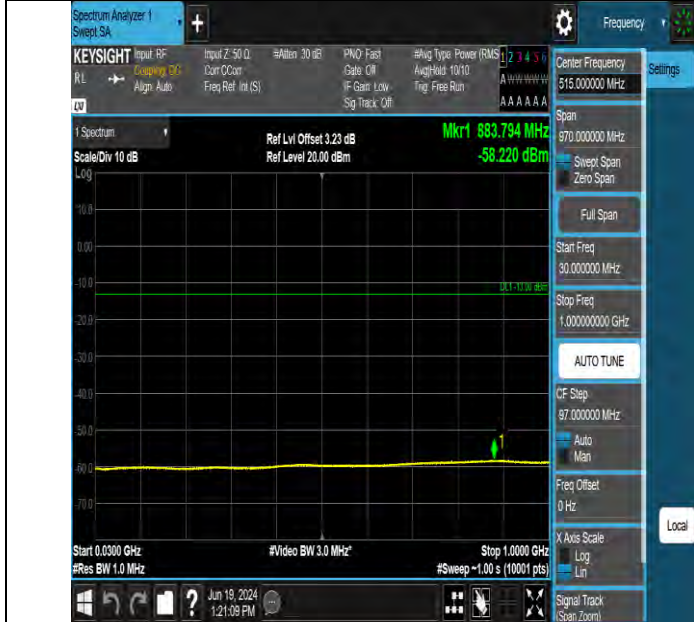 Spectrum Analyzer 1
Swept SA
+
Frequency
KEYSIGHT
Input: RF
Input Z: 50 Ω
#Atten: 30 dB
PNO: Fast
#Avg Type: Power (RMS
1 2 3 4 5 6
RL
Coupling: DC
Corr CCorr
Gate: Off
Avg|Hold: 10/10
Align: Auto
Freq Ref: Int (S)
IF Gain: Low
Trig: Free Run
Sig Track: Off
A W W W W W
A A A A A A
LXI
1 Spectrum
Scale/Div 10 dB
Ref Lvl Offset 3.23 dB
Ref Level 20.00 dBm
Mkr1 883.794 MHz
-58.220 dBm
Log
10.0
0.00
-10.0
DL1 -13.00 dBm
-20.0
-30.0
-40.0
-50.0
1
-60.0
-70.0
Start 0.0300 GHz
#Video BW 3.0 MHz*
Stop 1.0000 GHz
#Res BW 1.0 MHz
#Sweep ~1.00 s (10001 pts)
?
Jun 19, 2024
1:21:09 PM
Center Frequency
515.000000 MHz
Settings
Span
970.000000 MHz
Swept Span
Zero Span
Full Span
Start Freq
30.000000 MHz
Stop Freq
1.000000000 GHz
AUTO TUNE
CF Step
97.000000 MHz
Auto
Man
Freq Offset
0 Hz
Local
X Axis Scale
Log
Lin
Signal Track
(Span Zoom)